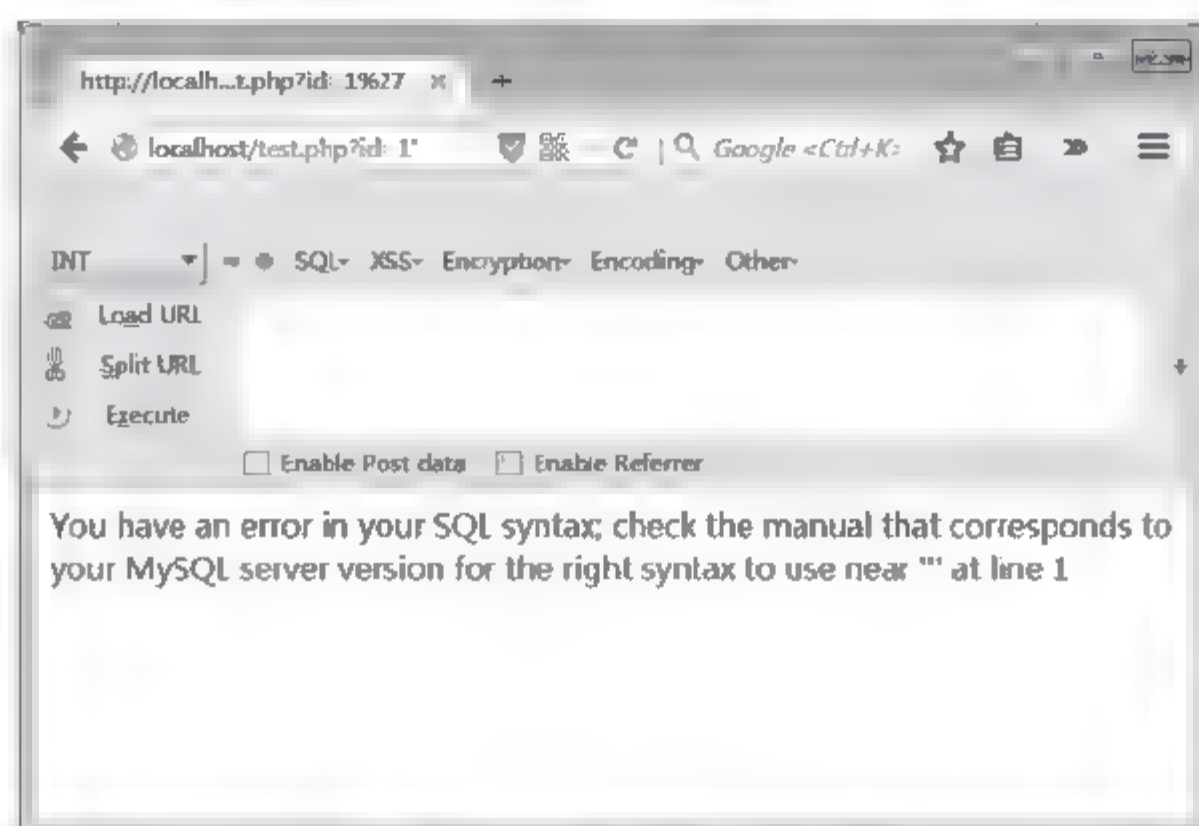 http://localh...t.php?id: 1%27
localhost/test.php?id: 1'
Google <Ctrl+K>
INT
SQL- XSS- Encryption- Encoding- Other-
Load URL
Split URL
Execute
Enable Post data Enable Referrer
You have an error in your SQL syntax; check the manual that corresponds to
your MySQL server version for the right syntax to use near ''' at line 1